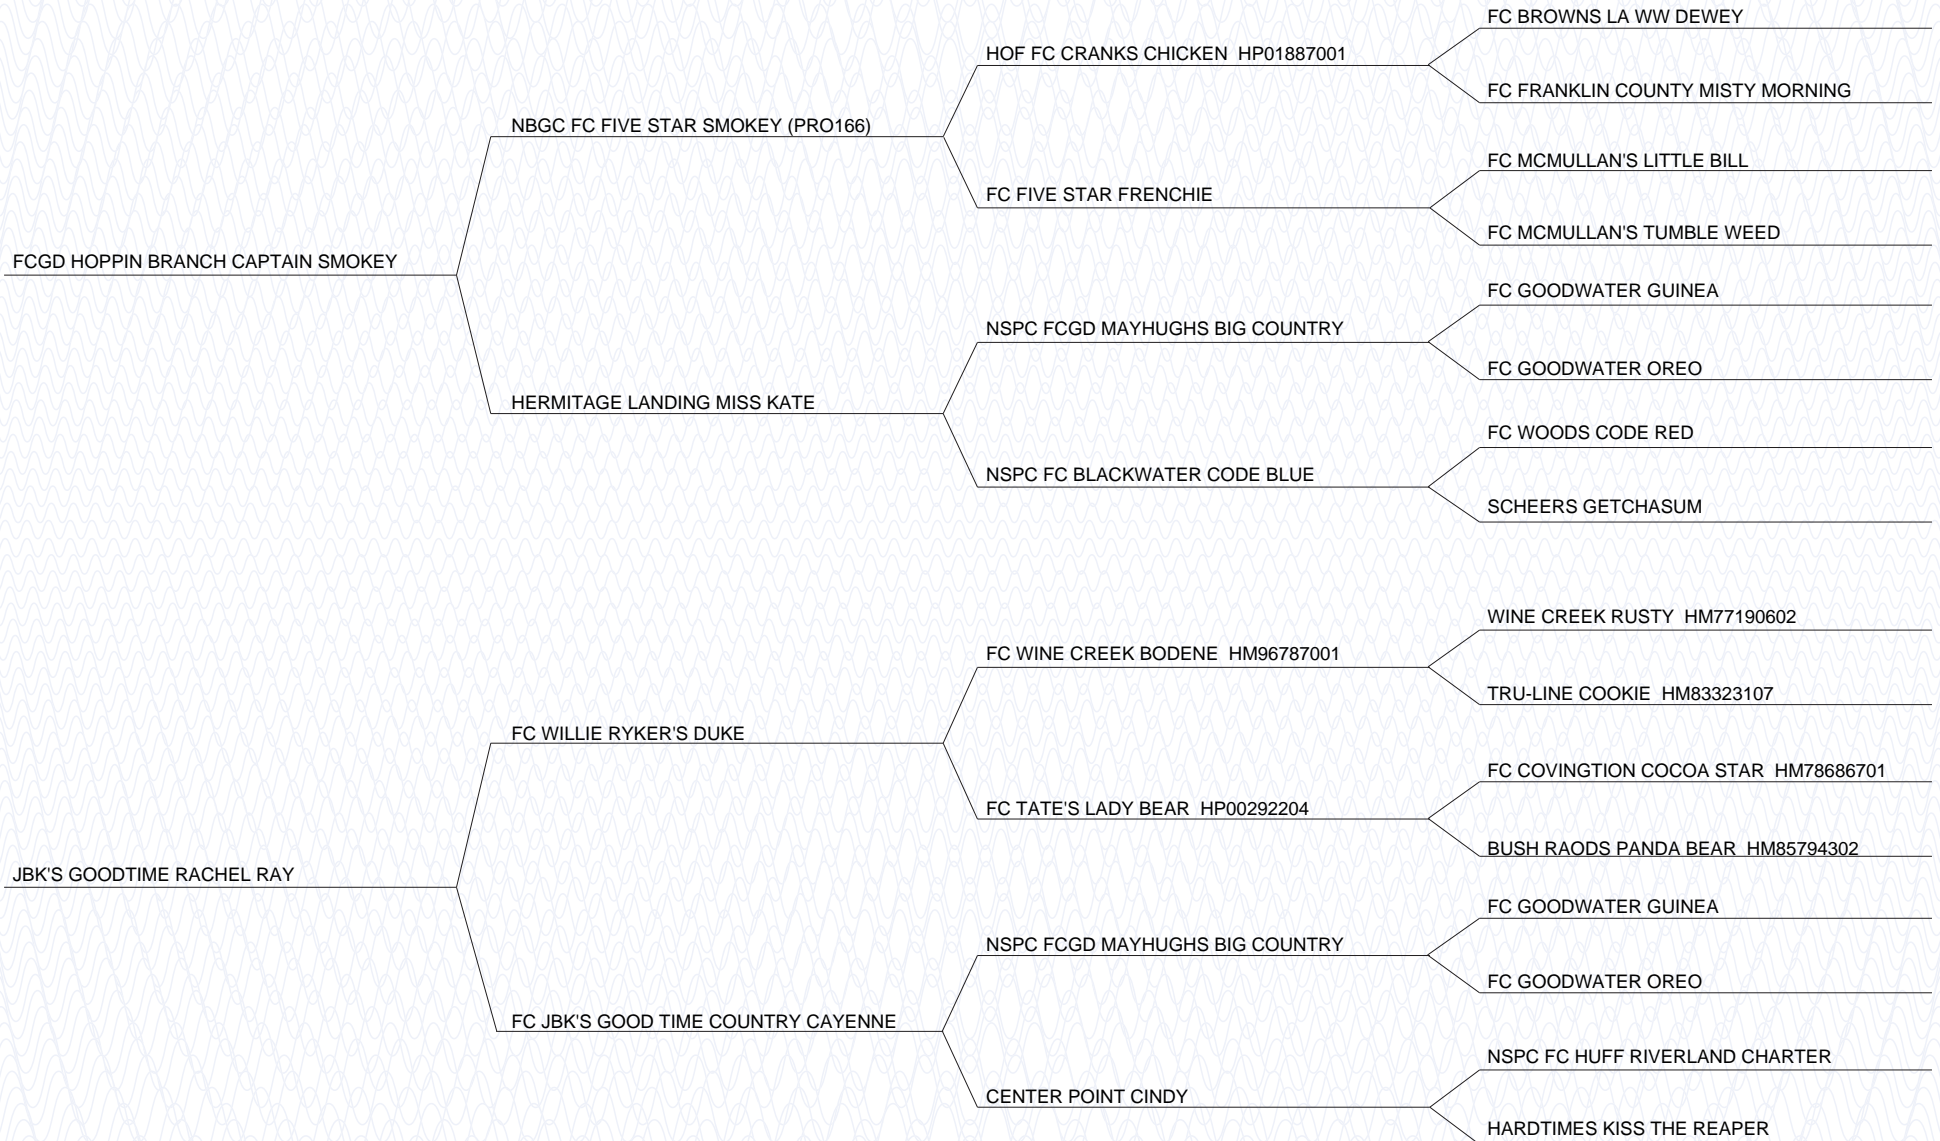 FC BROWNS LA WW DEWEY
HOF FC CRANKS CHICKEN HP01887001
FC FRANKLIN COUNTY MISTY MORNING
NBGC FC FIVE STAR SMOKEY (PRO166)
FC MCMULLAN'S LITTLE BILL
FC FIVE STAR FRENCHIE
FC MCMULLAN'S TUMBLE WEED
FCGD HOPPIN BRANCH CAPTAIN SMOKEY
FC GOODWATER GUINEA
NSPC FCGD MAYHUGHS BIG COUNTRY
FC GOODWATER OREO
HERMITAGE LANDING MISS KATE
FC WOODS CODE RED
NSPC FC BLACKWATER CODE BLUE
SCHEERS GETCHASUM
WINE CREEK RUSTY HM77190602
FC WINE CREEK BODENE HM96787001
TRU-LINE COOKIE HM83323107
FC WILLIE RYKER'S DUKE
FC COVINGTION COCOA STAR HM78686701
FC TATE'S LADY BEAR HP00292204
BUSH RAODS PANDA BEAR HM85794302
JBK'S GOODTIME RACHEL RAY
FC GOODWATER GUINEA
NSPC FCGD MAYHUGHS BIG COUNTRY
FC GOODWATER OREO
FC JBK'S GOOD TIME COUNTRY CAYENNE
NSPC FC HUFF RIVERLAND CHARTER
CENTER POINT CINDY
HARDTIMES KISS THE REAPER